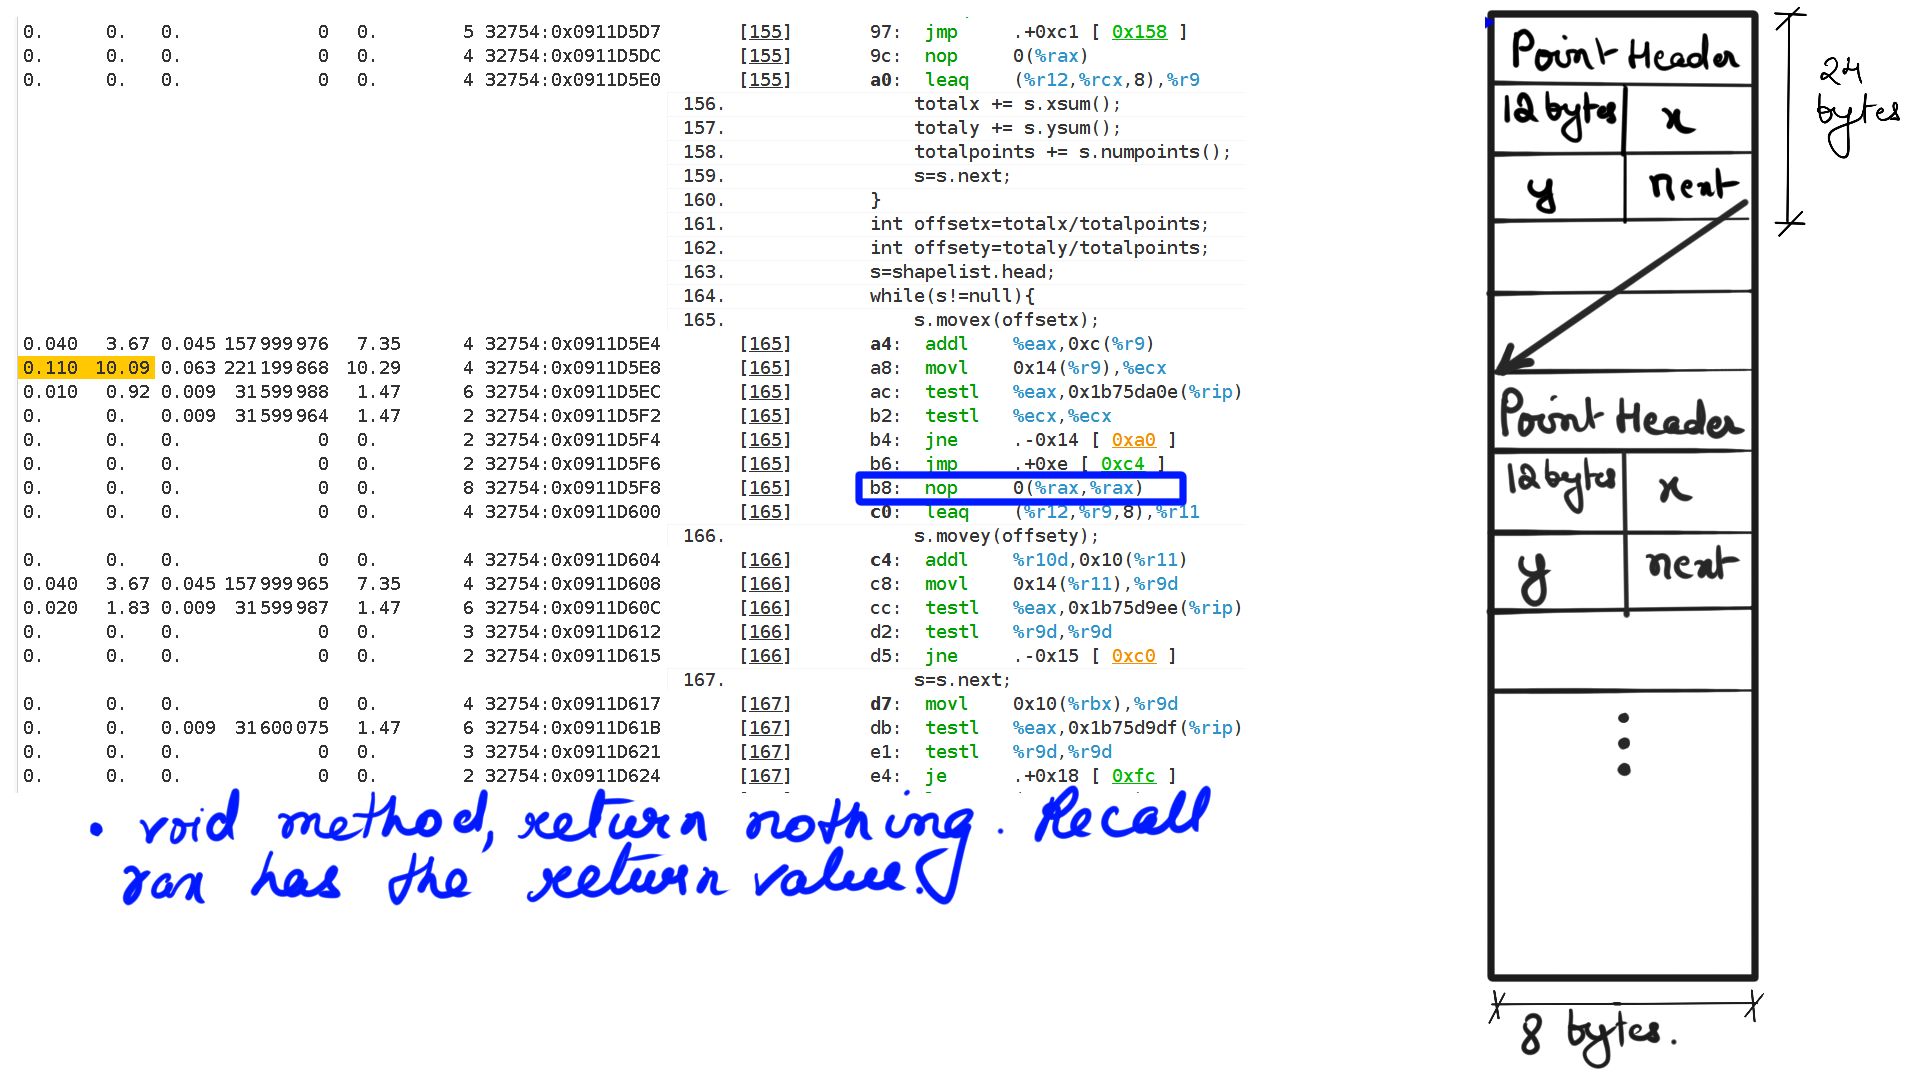 0. 0. 0. 0 0. 5 32754:0x0911D5D7 [155] 97: jmp .+0xc1 [ 0x158 ]
0. 0. 0. 0 0. 4 32754:0x0911D5DC [155] 9c: nop 0(%rax)
0. 0. 0. 0 0. 4 32754:0x0911D5E0 [155] a0: leaq (%r12,%rcx,8),%r9
156. totalx += s.xsum();
157. totaly += s.ysum();
158. totalpoints += s.numpoints();
159. s=s.next;
160. }
161. int offsetx=totalx/totalpoints;
162. int offsety=totaly/totalpoints;
163. s=shapelist.head;
164. while(s!=null){
165. s.movex(offsetx);
0.040 3.67 0.045 157999976 7.35 4 32754:0x0911D5E4 [165] a4: addl %eax,0xc(%r9)
0.110 10.09 0.063 221199868 10.29 4 32754:0x0911D5E8 [165] a8: movl 0x14(%r9),%ecx
0.010 0.92 0.009 31599988 1.47 6 32754:0x0911D5EC [165] ac: testl %eax,0x1b75da0e(%rip)
0. 0. 0.009 31599964 1.47 2 32754:0x0911D5F2 [165] b2: testl %ecx,%ecx
0. 0. 0. 0 0. 2 32754:0x0911D5F4 [165] b4: jne .-0x14 [ 0xa0 ]
0. 0. 0. 0 0. 2 32754:0x0911D5F6 [165] b6: jmp .+0xe [ 0xc4 ]
0. 0. 0. 0 0. 8 32754:0x0911D5F8 [165] b8: nop 0(%rax,%rax)
0. 0. 0. 0 0. 4 32754:0x0911D600 [165] c0: leaq (%r12,%r9,8),%r11
166. s.movey(offsety);
0. 0. 0. 0 0. 4 32754:0x0911D604 [166] c4: addl %r10d,0x10(%r11)
0.040 3.67 0.045 157999965 7.35 4 32754:0x0911D608 [166] c8: movl 0x14(%r11),%r9d
0.020 1.83 0.009 31599987 1.47 6 32754:0x0911D60C [166] cc: testl %eax,0x1b75d9ee(%rip)
0. 0. 0. 0 0. 3 32754:0x0911D612 [166] d2: testl %r9d,%r9d
0. 0. 0. 0 0. 2 32754:0x0911D615 [166] d5: jne .-0x15 [ 0xc0 ]
167. s=s.next;
0. 0. 0. 0 0. 4 32754:0x0911D617 [167] d7: movl 0x10(%rbx),%r9d
0. 0. 0.009 31600075 1.47 6 32754:0x0911D61B [167] db: testl %eax,0x1b75d9df(%rip)
0. 0. 0. 0 0. 3 32754:0x0911D621 [167] e1: testl %r9d,%r9d
0. 0. 0. 0 0. 2 32754:0x0911D624 [167] e4: je .+0x18 [ 0xfc ]
• void method, return nothing. Recall
rax has the return value.
Point Header
12 bytes x
y next
24
bytes
Point Header
12 bytes x
y next
8 bytes.